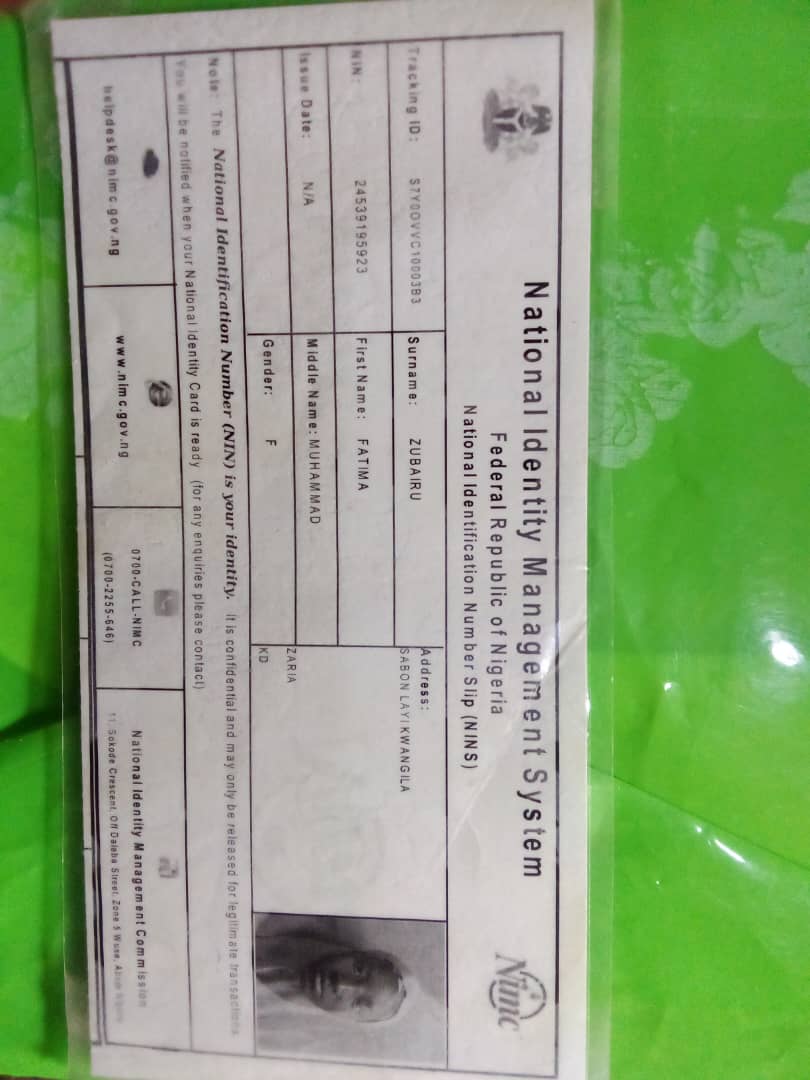 National Identity Management System
Federal Republic of Nigeria
National Identification Number Slip (NINS)
Nimc
Tracking ID: S7Y0OVVC10003B3
Surname: ZUBAIRU
Address:
SABON LAYI KWANGILA
NIN: 24539195923
First Name: FATIMA
Issue Date: N/A
Middle Name: MUHAMMAD
ZARIA
Gender: F
KD
Note: The National Identification Number (NIN) is your identity. It is confidential and may only be released for legitimate transactions.
You will be notified when your National Identity Card is ready (for any enquiries please contact)
helpdesk@nimc.gov.ng
www.nimc.gov.ng
0700-CALL-NIMC
(0700-2255-646)
National Identity Management Commission
11, Sokode Crescent, Off Dalaba Street, Zone 5 Wuse, Abuja Nigeria